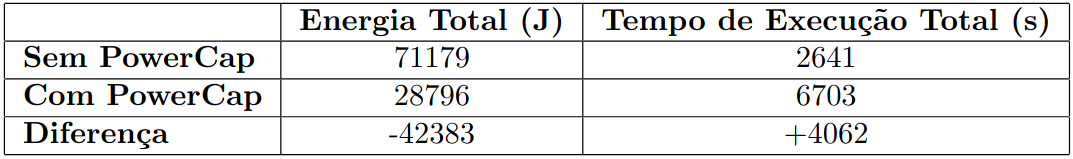 Energia Total (J) Tempo de Execução Total (s)
Sem PowerCap 71179 2641
Com PowerCap 28796 6703
Diferença -42383 +4062